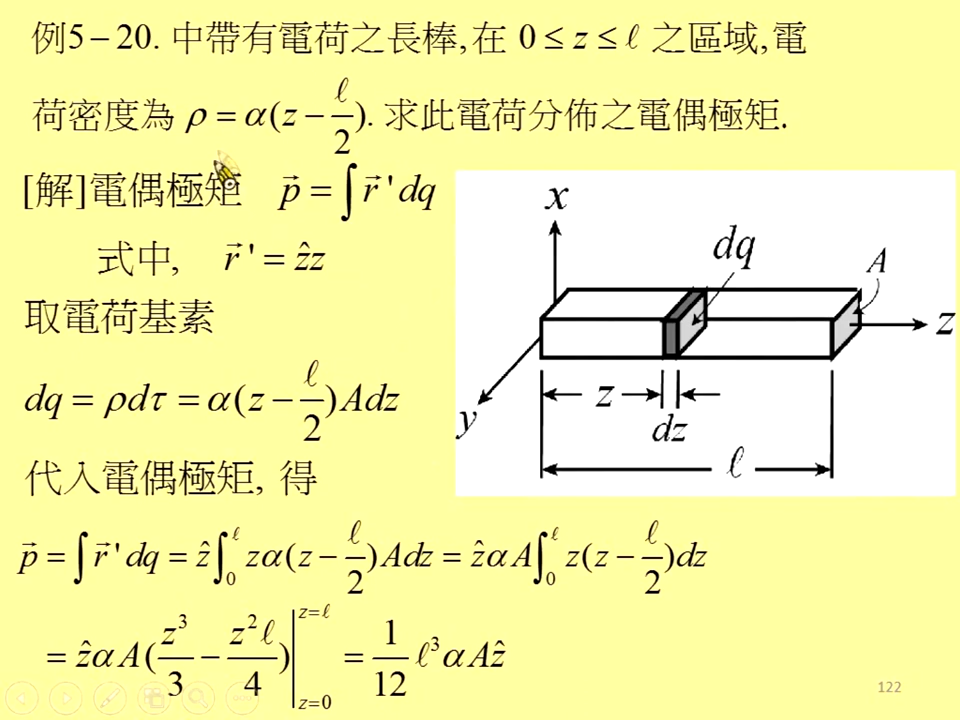 例5－20. 中帶有電荷之長棒, 在 0 ≤ z ≤ ℓ 之區域, 電
荷密度為 ρ = α(z − ℓ/2). 求此電荷分佈之電偶極矩.
[解]電偶極矩 p⃗ = ∫ r⃗ ' dq
式中, r⃗ ' = ẑz
取電荷基素
dq = ρdτ = α(z − ℓ/2)Adz
代入電偶極矩, 得
p⃗ = ∫ r⃗ ' dq = ẑ∫₀^ℓ zα(z − ℓ/2)Adz = ẑαA∫₀^ℓ z(z − ℓ/2)dz
= ẑαA(z³/3 − z²ℓ/4)|_{z=0}^{z=ℓ} = 1/12 ℓ³αAẑ
x
dq
A
z
y
z
dz
ℓ
122